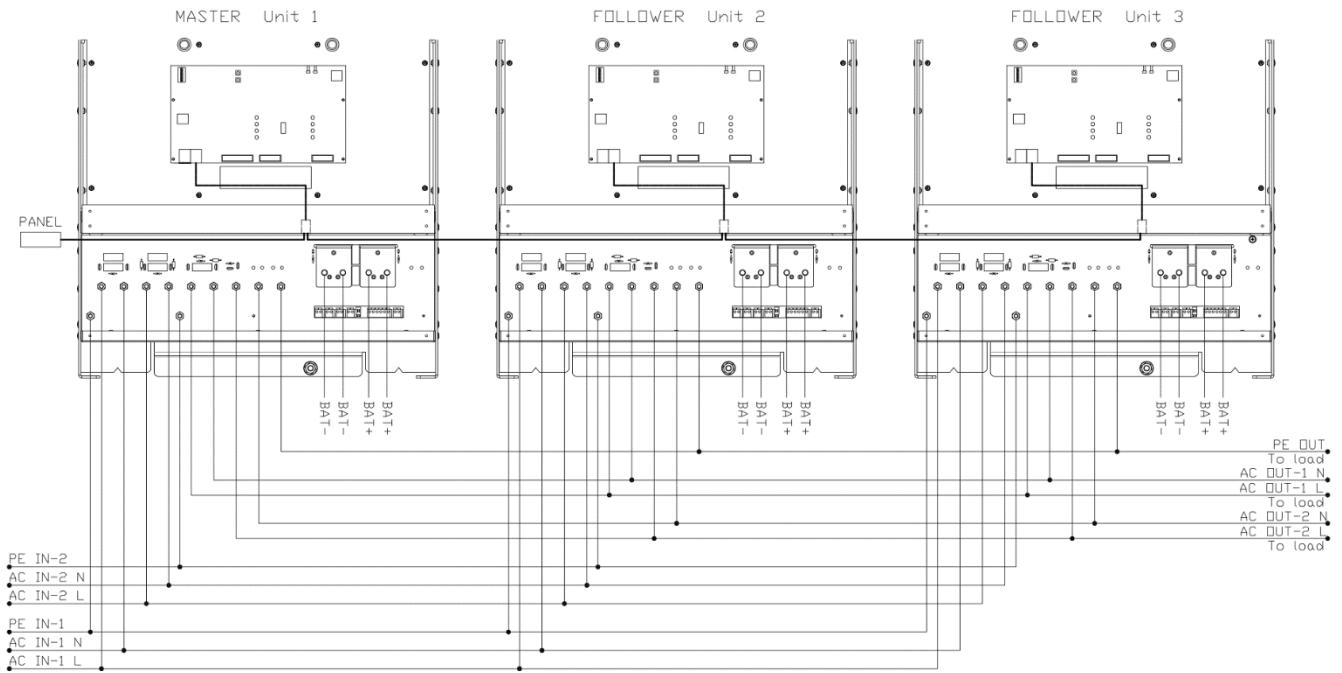 MASTER Unit 1
FOLLOWER Unit 2
FOLLOWER Unit 3
PANEL
BAT-
BAT-
BAT+
BAT+
BAT-
BAT-
BAT+
BAT+
BAT-
BAT-
BAT+
BAT+
PE OUT
To load
AC OUT-1 N
AC OUT-1 L
To load
AC OUT-2 N
AC OUT-2 L
To load
PE IN-2
AC IN-2 N
AC IN-2 L
PE IN-1
AC IN-1 N
AC IN-1 L